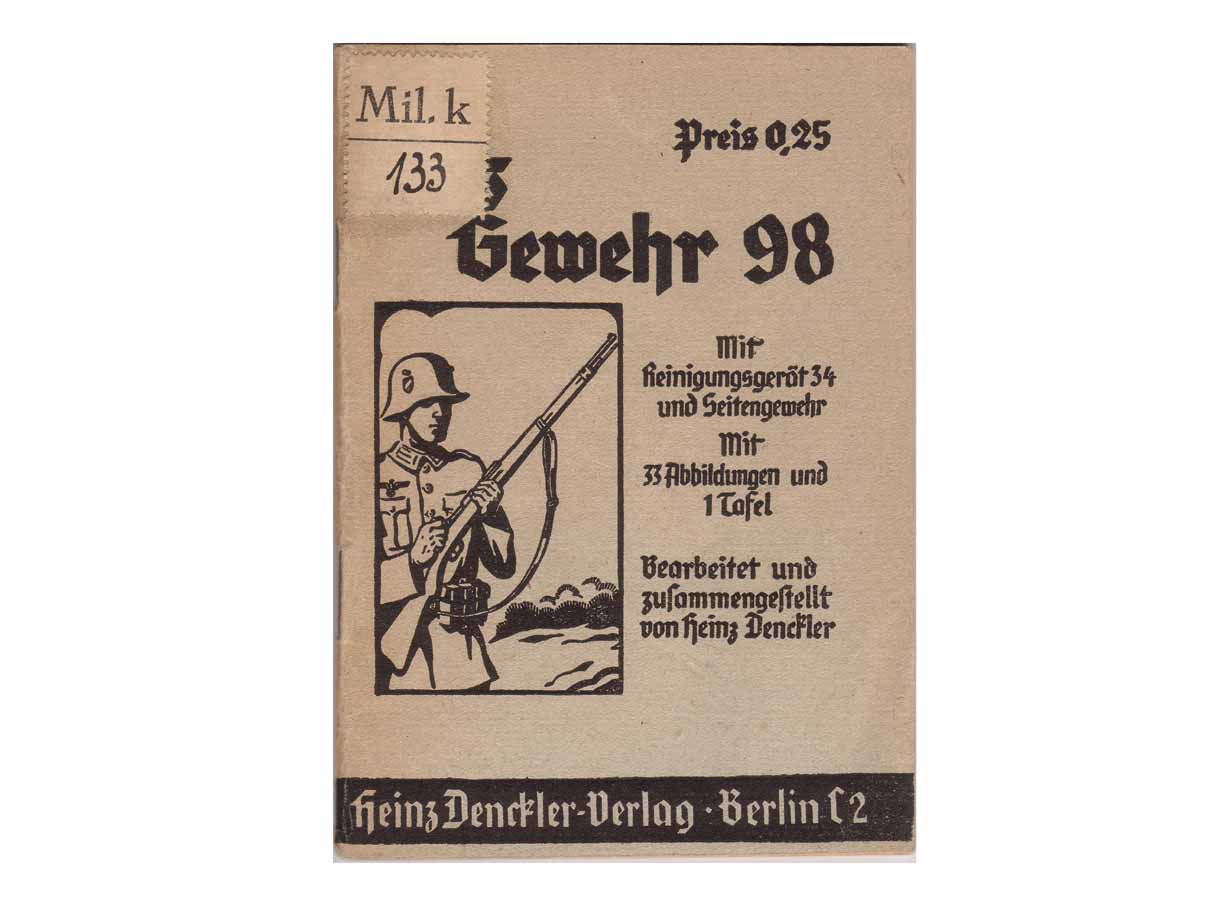 Mil. k
133
Preis 0,25
Gewehr 98
Mit
Reinigungsgerät 34
und Seitengewehr
Mit
33 Abbildungen und
1 Tafel
Bearbeitet und
zusammengestellt
von Heinz Denckler
Heinz Denckler-Verlag · Berlin C 2